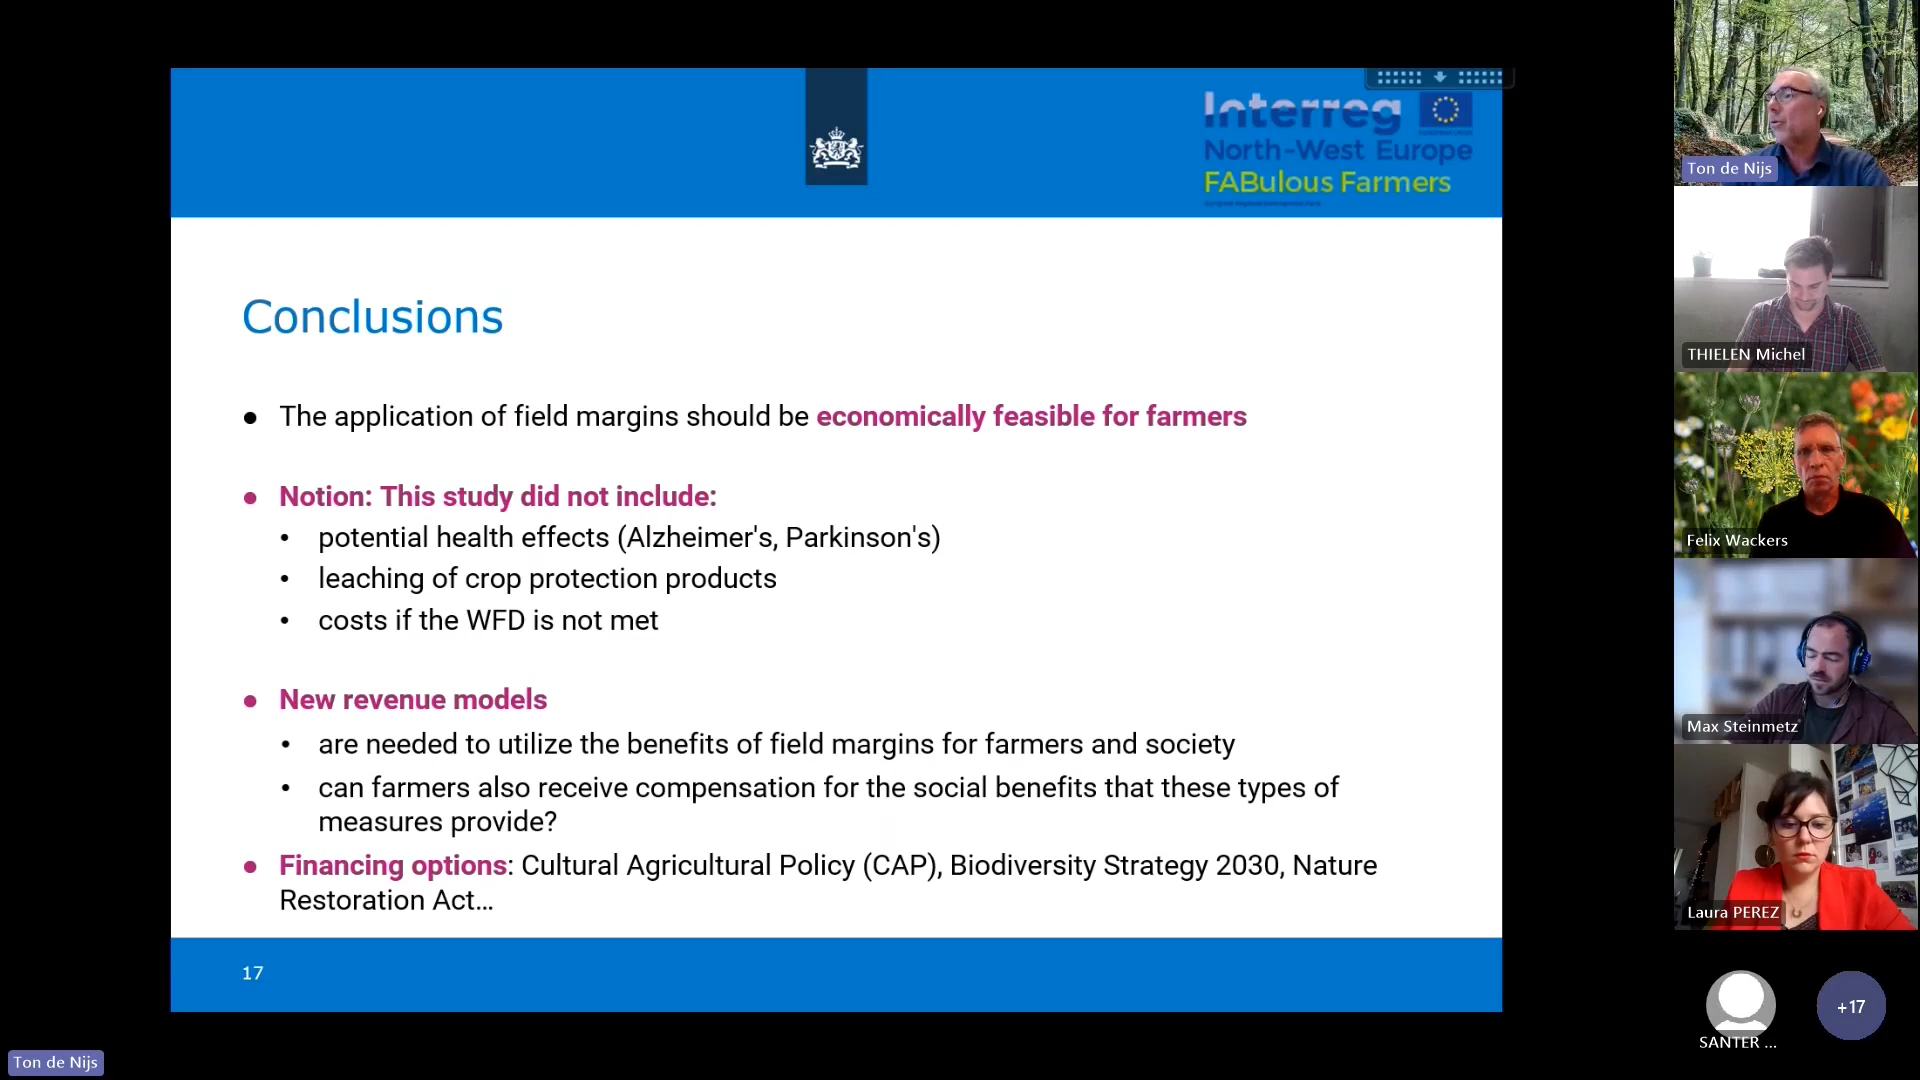 Interreg
North-West Europe
FABulous Farmers
Conclusions
The application of field margins should be economically feasible for farmers
Notion: This study did not include:
potential health effects (Alzheimer's, Parkinson's)
leaching of crop protection products
costs if the WFD is not met
New revenue models
are needed to utilize the benefits of field margins for farmers and society
can farmers also receive compensation for the social benefits that these types of
measures provide?
Financing options: Cultural Agricultural Policy (CAP), Biodiversity Strategy 2030, Nature
Restoration Act...
17
Ton de Nijs
THIELEN Michel
Felix Wackers
Max Steinmetz
Laura PEREZ
SANTER ...
+17
Ton de Nijs